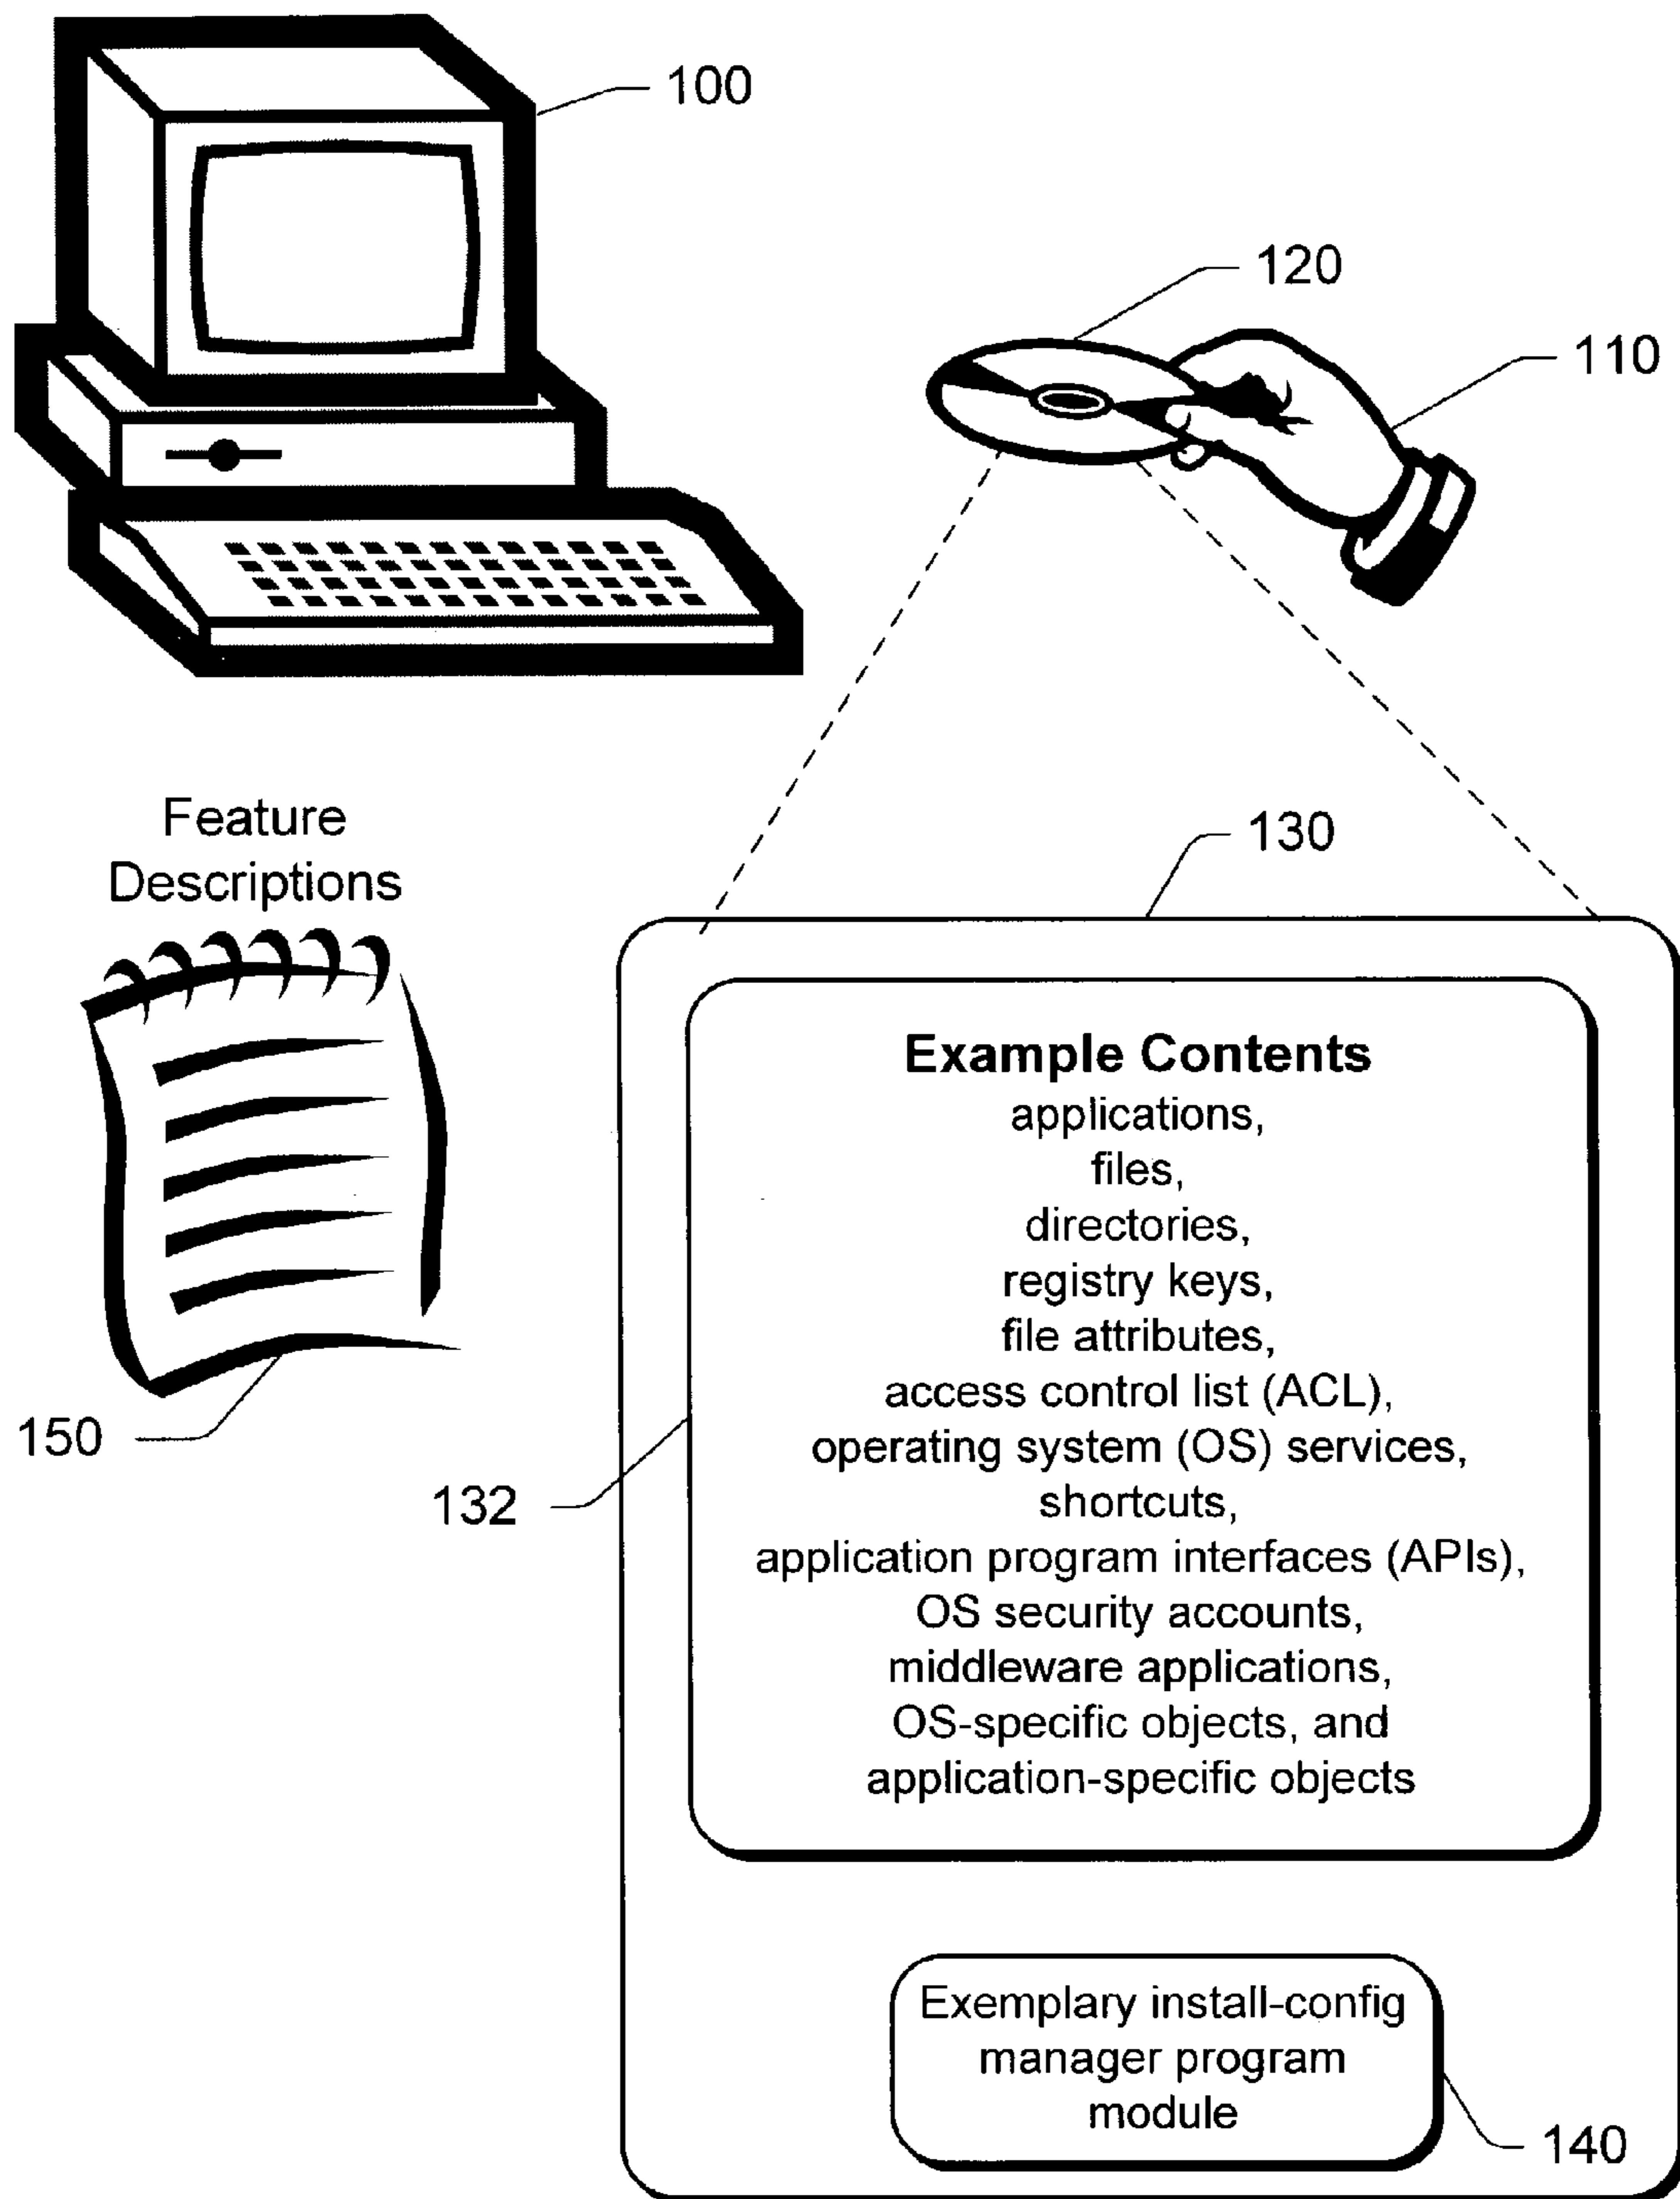 100
120
110
Feature
Descriptions
130
Example Contents
applications,
files,
directories,
registry keys,
file attributes,
access control list (ACL),
operating system (OS) services,
shortcuts,
application program interfaces (APIs),
OS security accounts,
middleware applications,
OS-specific objects, and
application-specific objects
150
132
Exemplary install-config
manager program
module
140